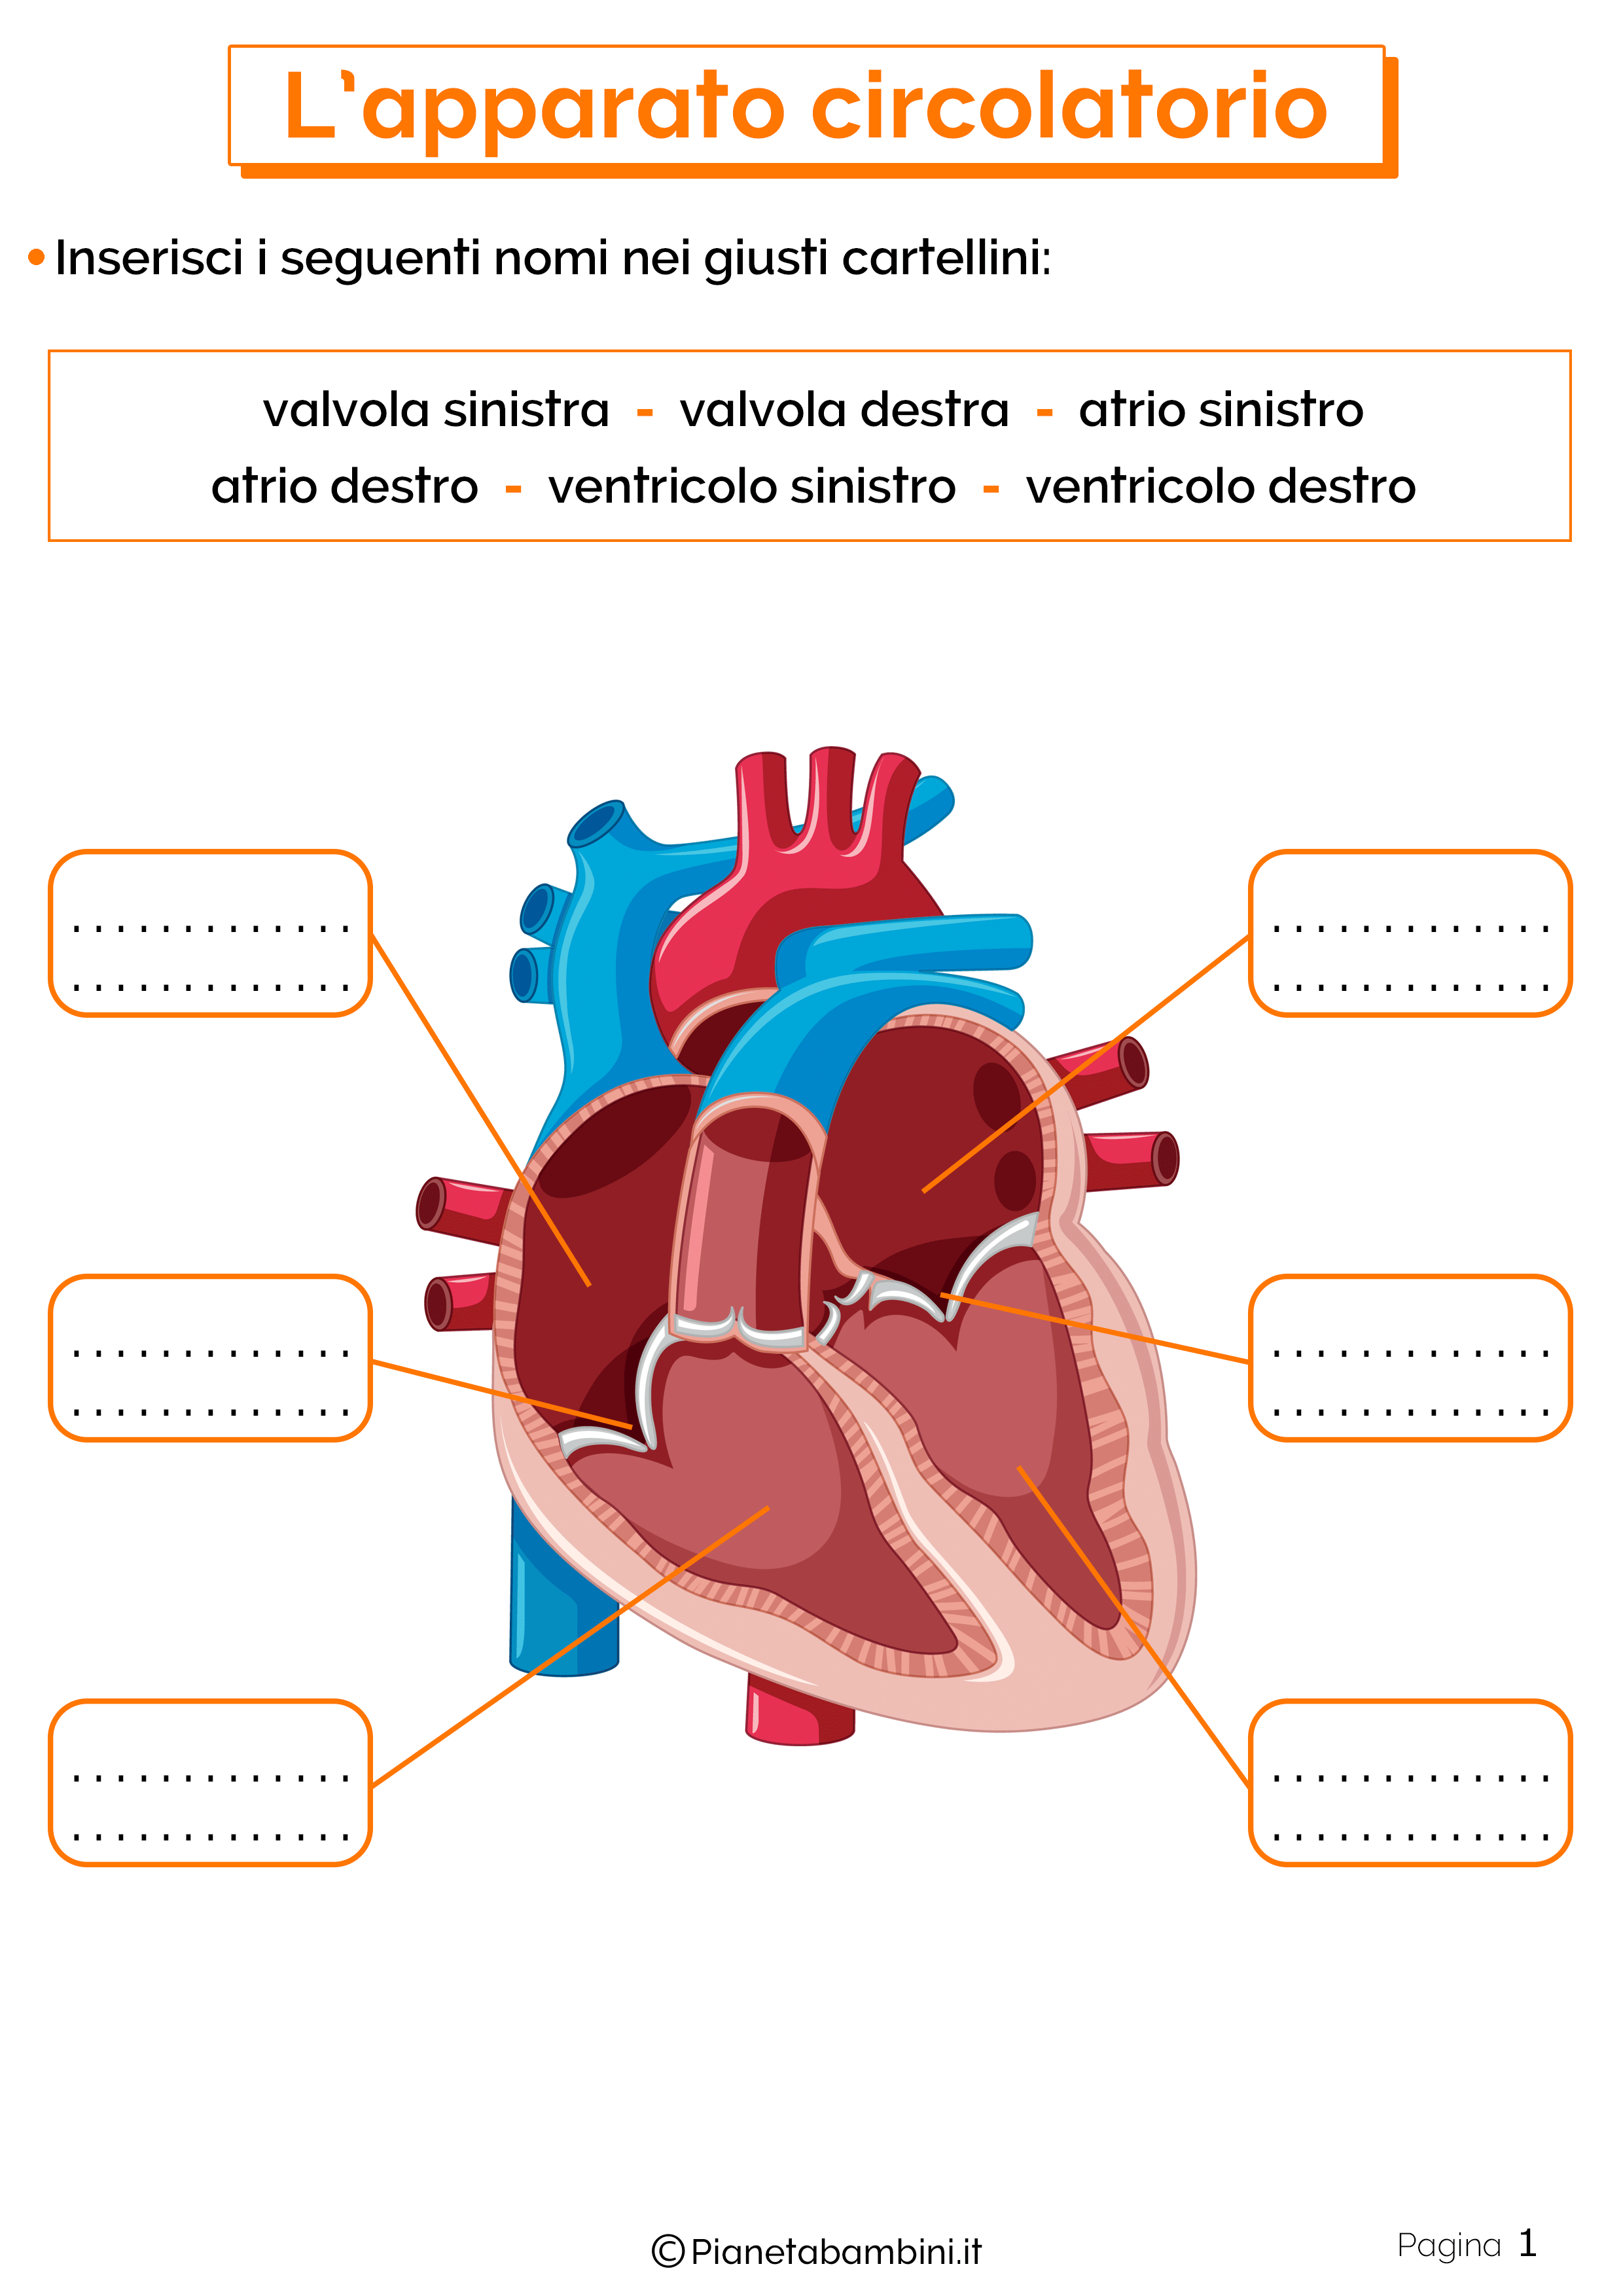 L'apparato circolatorio
• Inserisci i seguenti nomi nei giusti cartellini:
valvola sinistra - valvola destra - atrio sinistro
atrio destro - ventricolo sinistro - ventricolo destro
. . . . . . . . . . . . .
. . . . . . . . . . . . .
. . . . . . . . . . . . .
. . . . . . . . . . . . .
. . . . . . . . . . . . .
. . . . . . . . . . . . .
. . . . . . . . . . . . .
. . . . . . . . . . . . .
. . . . . . . . . . . . .
. . . . . . . . . . . . .
. . . . . . . . . . . . .
. . . . . . . . . . . . .
©Pianetabambini.it
Pagina 1